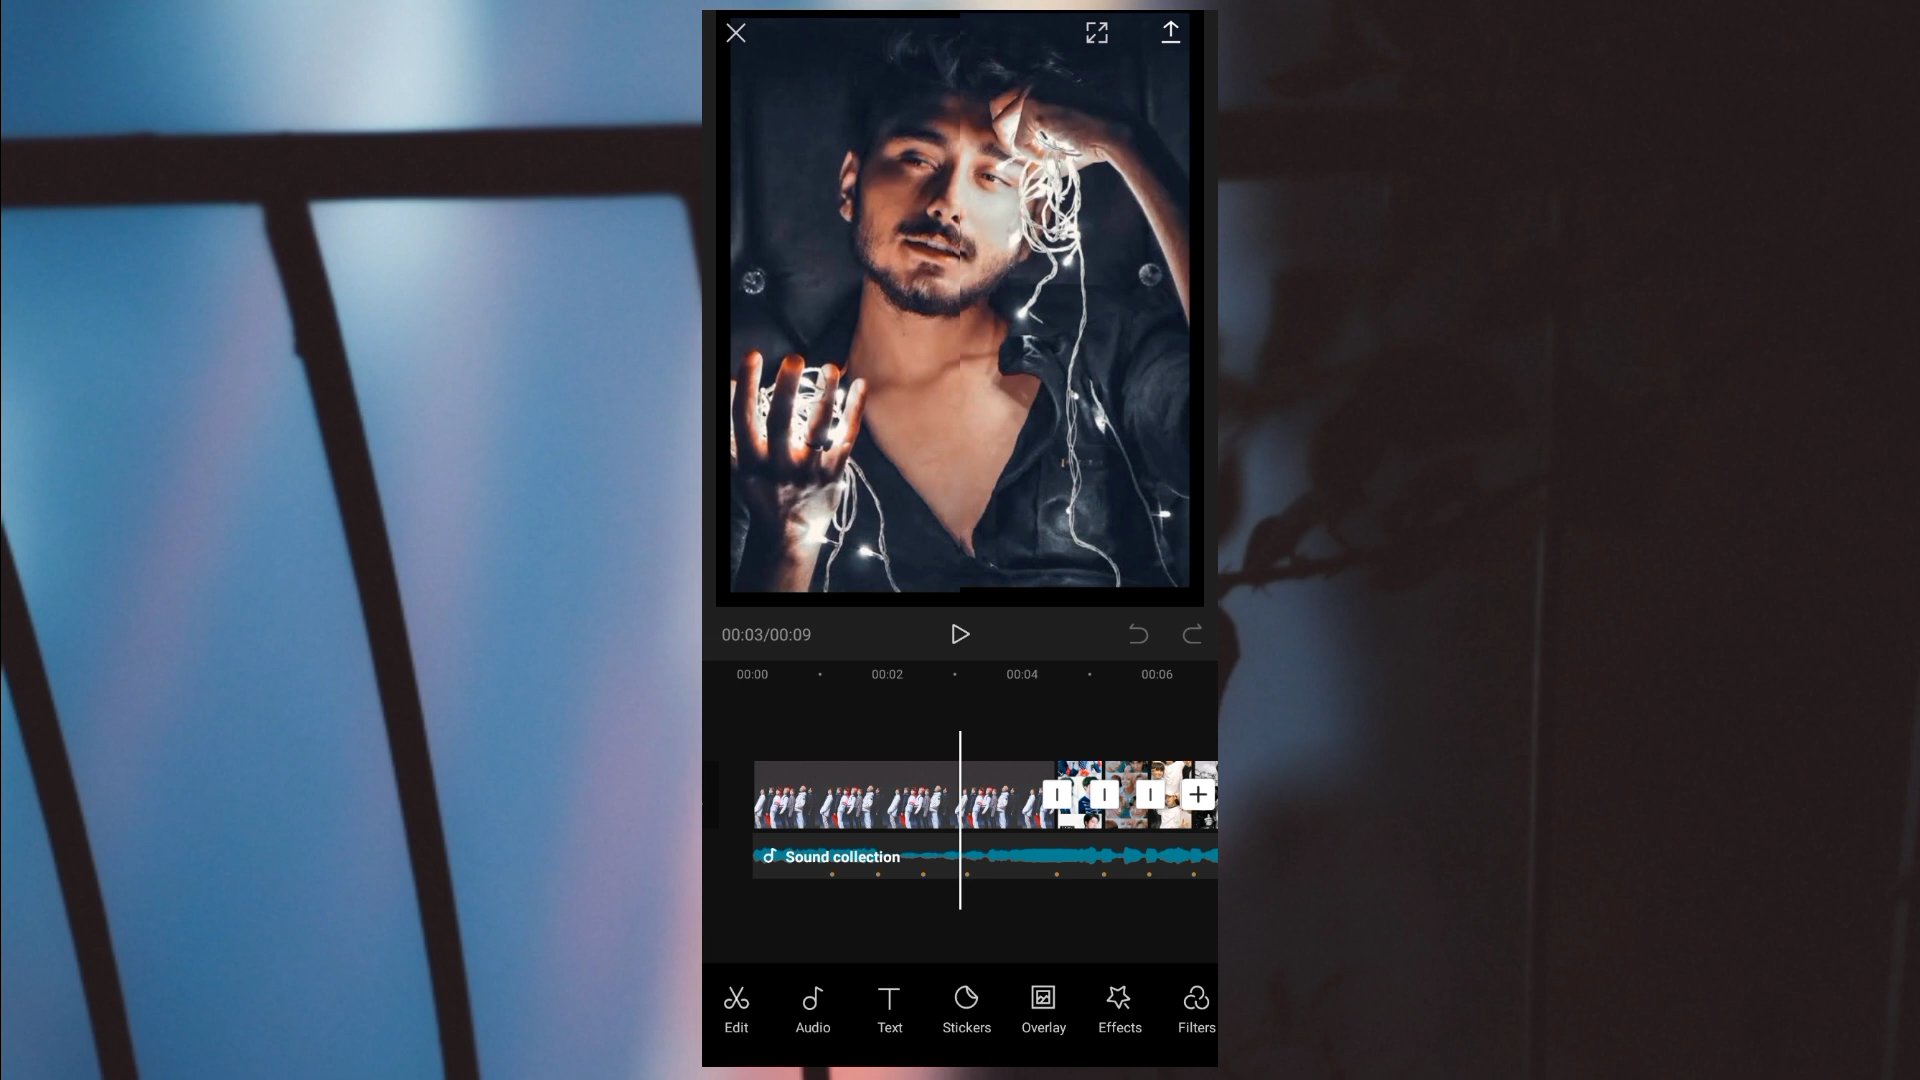 00:03/00:09
00:00 00:02 00:04 00:06
Sound collection
Edit Audio Text Stickers Overlay Effects Filters